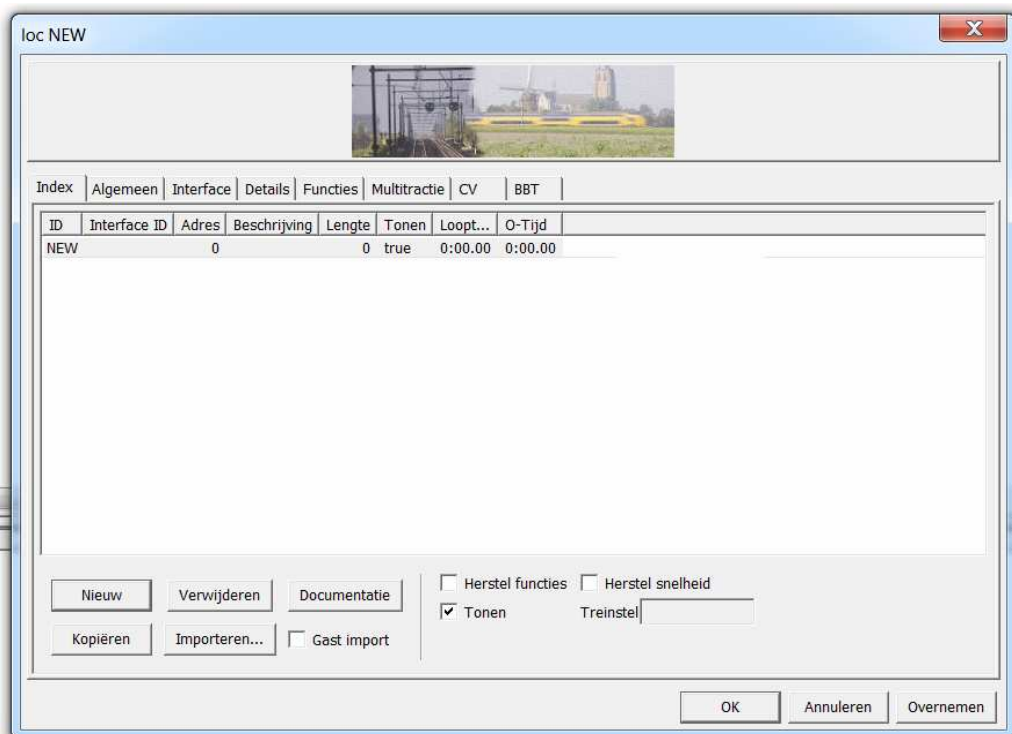 loc NEW
X
Index Algemeen Interface Details Functies Multitractie CV BBT
ID Interface ID Adres Beschrijving Lengte Tonen Loopt... O-Tijd
NEW 0 0 true 0:00.00 0:00.00
Nieuw Verwijderen Documentatie Herstel functies Herstel snelheid
Tonen Treinstel
Kopiëren Importeren... Gast import
OK Annuleren Overnemen